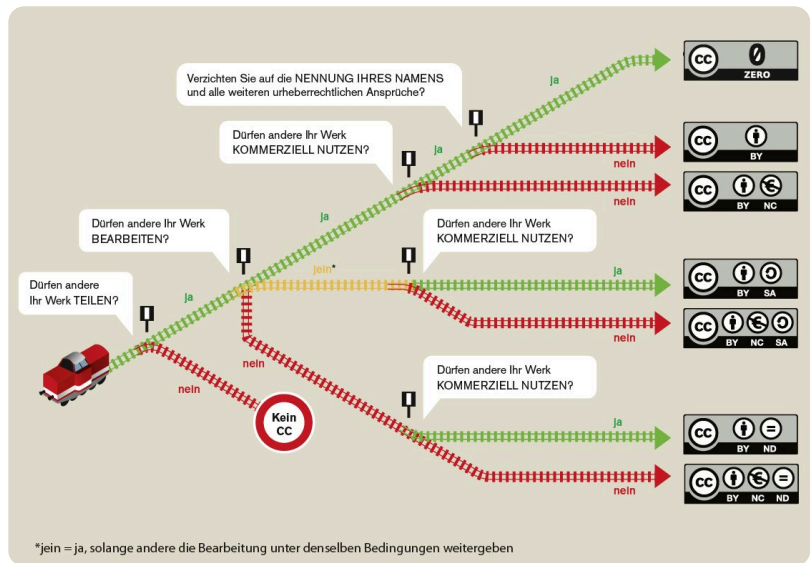 Verzichten Sie auf die NENNUNG IHRES NAMENS
und alle weiteren urheberrechtlichen Ansprüche?
ja
cc
0
ZERO
Dürfen andere Ihr Werk
KOMMERZIELL NUTZEN?
ja
nein
cc
BY
nein
cc
€
BY NC
Dürfen andere Ihr Werk
BEARBEITEN?
ja
Dürfen andere Ihr Werk
KOMMERZIELL NUTZEN?
jein*
ja
cc
BY SA
Dürfen andere
Ihr Werk TEILEN?
ja
nein
cc
€
BY NC SA
nein
nein
Kein
CC
Dürfen andere Ihr Werk
KOMMERZIELL NUTZEN?
ja
cc
=
BY ND
nein
cc
€
=
BY NC ND
*jein = ja, solange andere die Bearbeitung unter denselben Bedingungen weitergeben